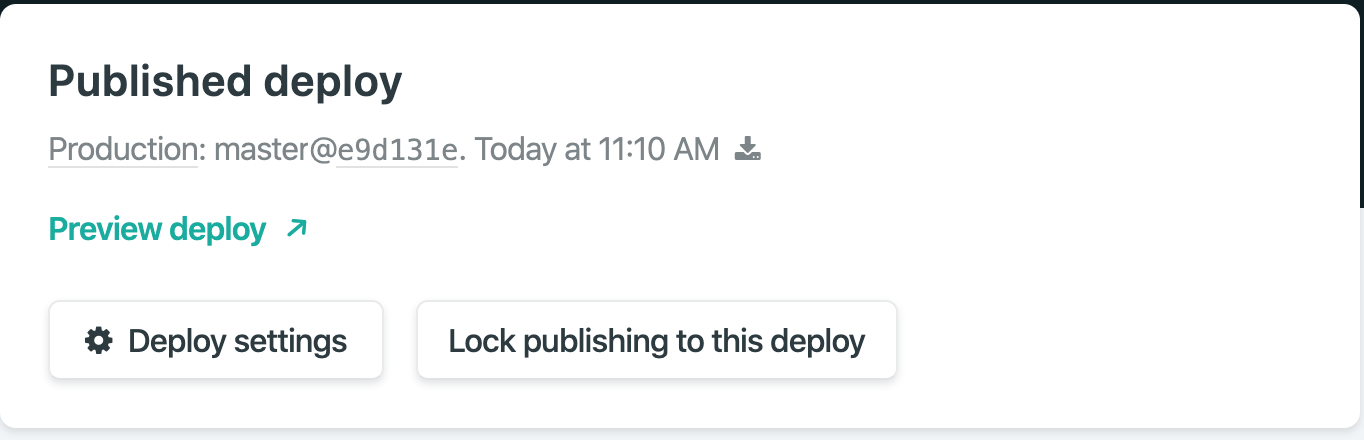 Published deploy
Production: master@e9d131e. Today at 11:10 AM
Preview deploy
Deploy settings
Lock publishing to this deploy